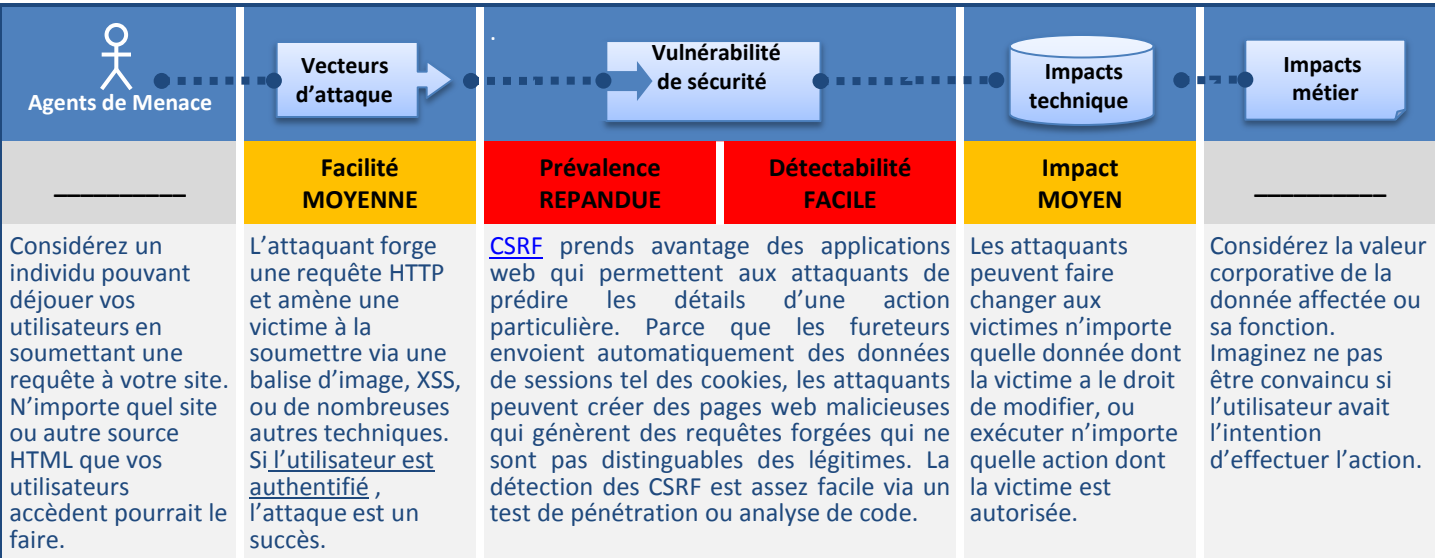 Agents de Menace
Vecteurs
d’attaque
.
Vulnérabilité
de sécurité
Impacts
technique
Impacts
métier
__________
Facilité
MOYENNE
Prévalence
REPANDUE
Détectabilité
FACILE
Impact
MOYEN
__________
Considérez un
individu pouvant
déjouer vos
utilisateurs en
soumettant une
requête à votre site.
N’importe quel site
ou autre source
HTML que vos
utilisateurs
accèdent pourrait le
faire.
L’attaquant forge
une requête HTTP
et amène une
victime à la
soumettre via une
balise d’image, XSS,
ou de nombreuses
autres techniques.
Si l’utilisateur est
authentifié ,
l’attaque est un
succès.
CSRF prends avantage des applications
web qui permettent aux attaquants de
prédire les détails d’une action
particulière. Parce que les fureteurs
envoient automatiquement des données
de sessions tel des cookies, les attaquants
peuvent créer des pages web malicieuses
qui génèrent des requêtes forgées qui ne
sont pas distinguables des légitimes. La
détection des CSRF est assez facile via un
test de pénétration ou analyse de code.
Les attaquants
peuvent faire
changer aux
victimes n’importe
quelle donnée dont
la victime a le droit
de modifier, ou
exécuter n’importe
quelle action dont
la victime est
autorisée.
Considérez la valeur
corporative de la
donnée affectée ou
sa fonction.
Imaginez ne pas
être convaincu si
l’utilisateur avait
l’intention
d’effectuer l’action.